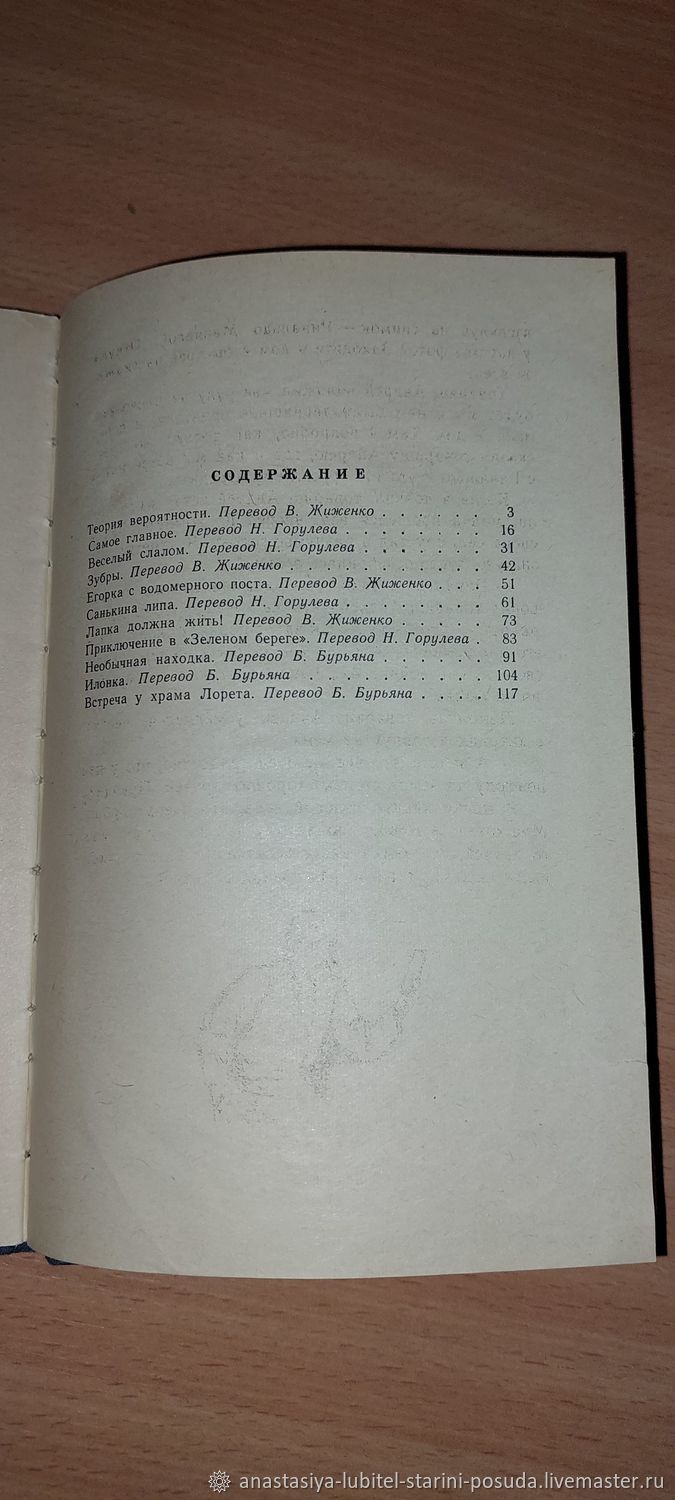 СОДЕРЖАНИЕ
Теория вероятности. Перевод В. Жиженко . . . . . . 3
Самое главное. Перевод Н. Горулева . . . . . . . . 16
Веселый слалом. Перевод Н. Горулева . . . . . . . 31
Зубры. Перевод В. Жиженко . . . . . . . . . . 42
Егорка с водомерного поста. Перевод В. Жиженко . . . 51
Санькина липа. Перевод Н. Горулева . . . . . . . . 61
Лапка должна жить! Перевод В. Жиженко . . . . . 73
Приключение в «Зеленом береге». Перевод Н. Горулева . 83
Необычная находка. Перевод Б. Бурьяна . . . . . . 91
Илонка. Перевод Б. Бурьяна . . . . . . . . . . 104
Встреча у храма Лорета. Перевод Б. Бурьяна . . . . 117
anastasiya-lubitel-starini-posuda.livemaster.ru